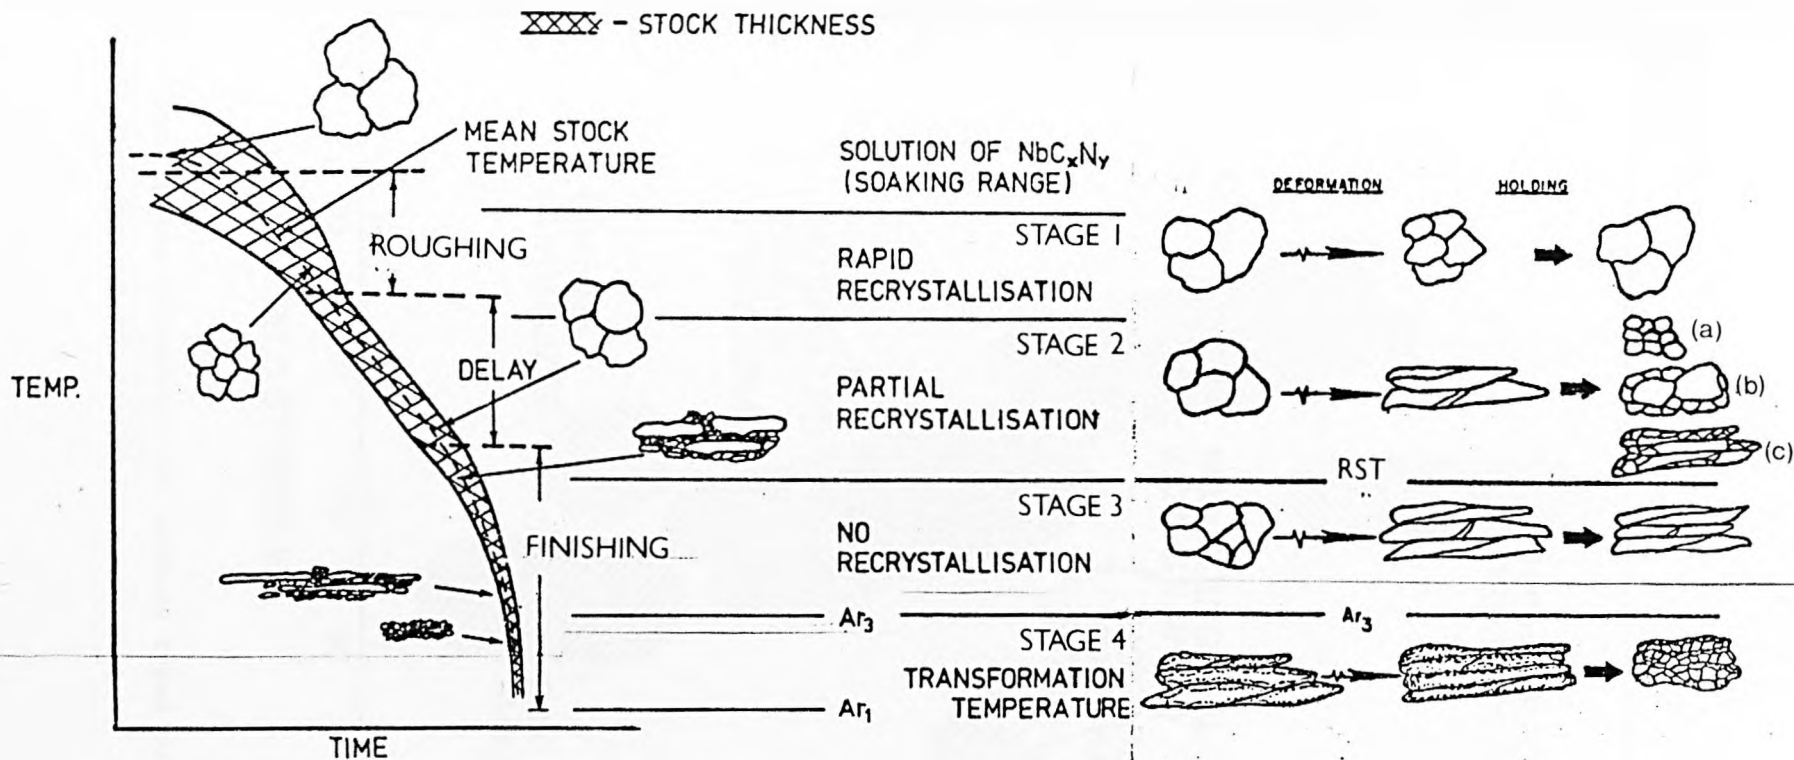 - STOCK THICKNESS
MEAN STOCK
TEMPERATURE
ROUGHING
DELAY
TEMP.
FINISHING
TIME
SOLUTION OF NbCxNy
(SOAKING RANGE)
STAGE 1
RAPID
RECRYSTALLISATION
STAGE 2
PARTIAL
RECRYSTALLISATION
STAGE 3
NO
RECRYSTALLISATION
Ar3
STAGE 4
TRANSFORMATION
TEMPERATURE
Ar1
DEFORMATION
HOLDING
(a)
(b)
(c)
RST
Ar3